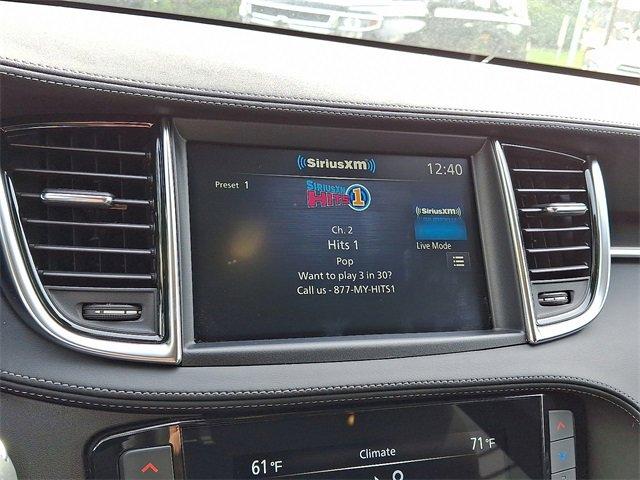 SiriusXM
12:40
Preset 1
SIRIUSXM
HITS 1
SiriusXM
Ch. 2
Hits 1
Live Mode
Pop
Want to play 3 in 30?
Call us - 877-MY-HITS1
Climate
61°F
71°F